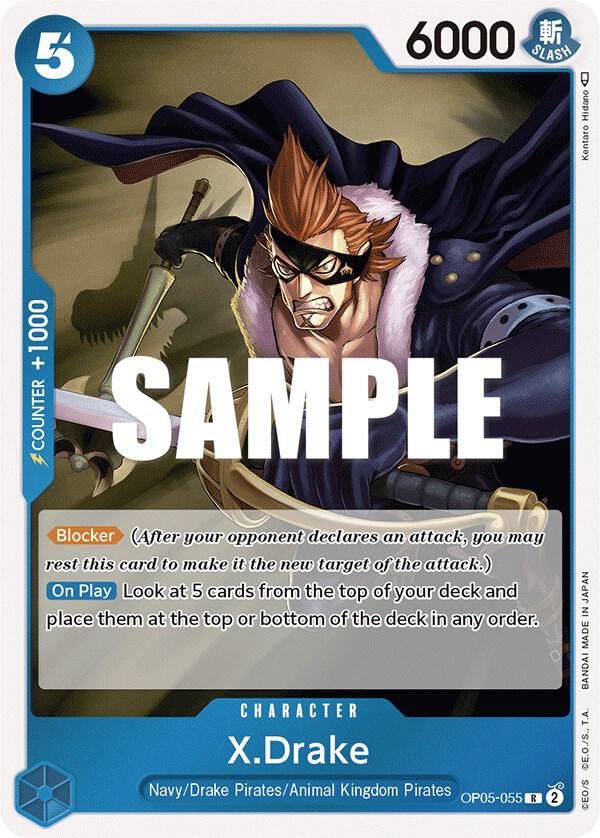 5
6000
斬
SLASH
Kentaro Hidano
COUNTER +1000
SAMPLE
Blocker (After your opponent declares an attack, you may
rest this card to make it the new target of the attack.)
On Play Look at 5 cards from the top of your deck and
place them at the top or bottom of the deck in any order.
CHARACTER
X.Drake
Navy/Drake Pirates/Animal Kingdom Pirates
OP05-055 R 2
©EO/S ©E.O./S., T.A. BANDAI MADE IN JAPAN